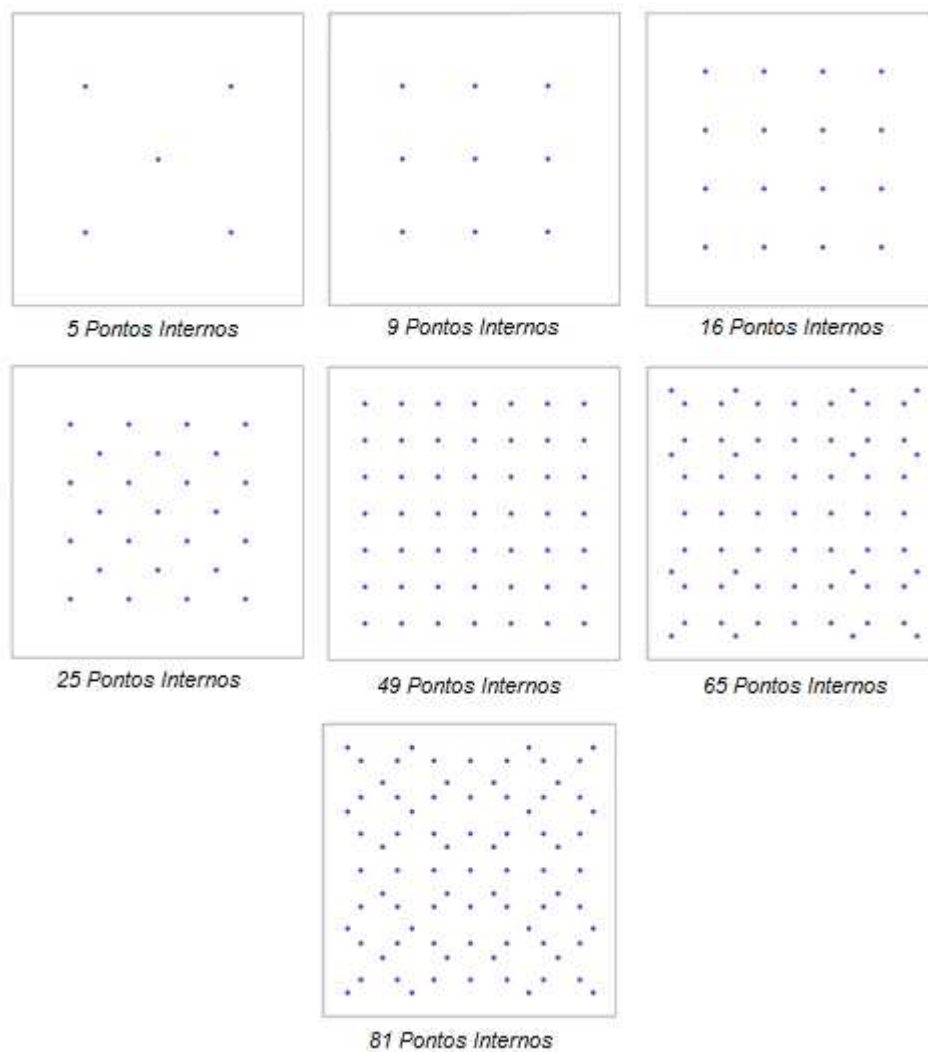 5 Pontos Internos
9 Pontos Internos
16 Pontos Internos
25 Pontos Internos
49 Pontos Internos
65 Pontos Internos
81 Pontos Internos